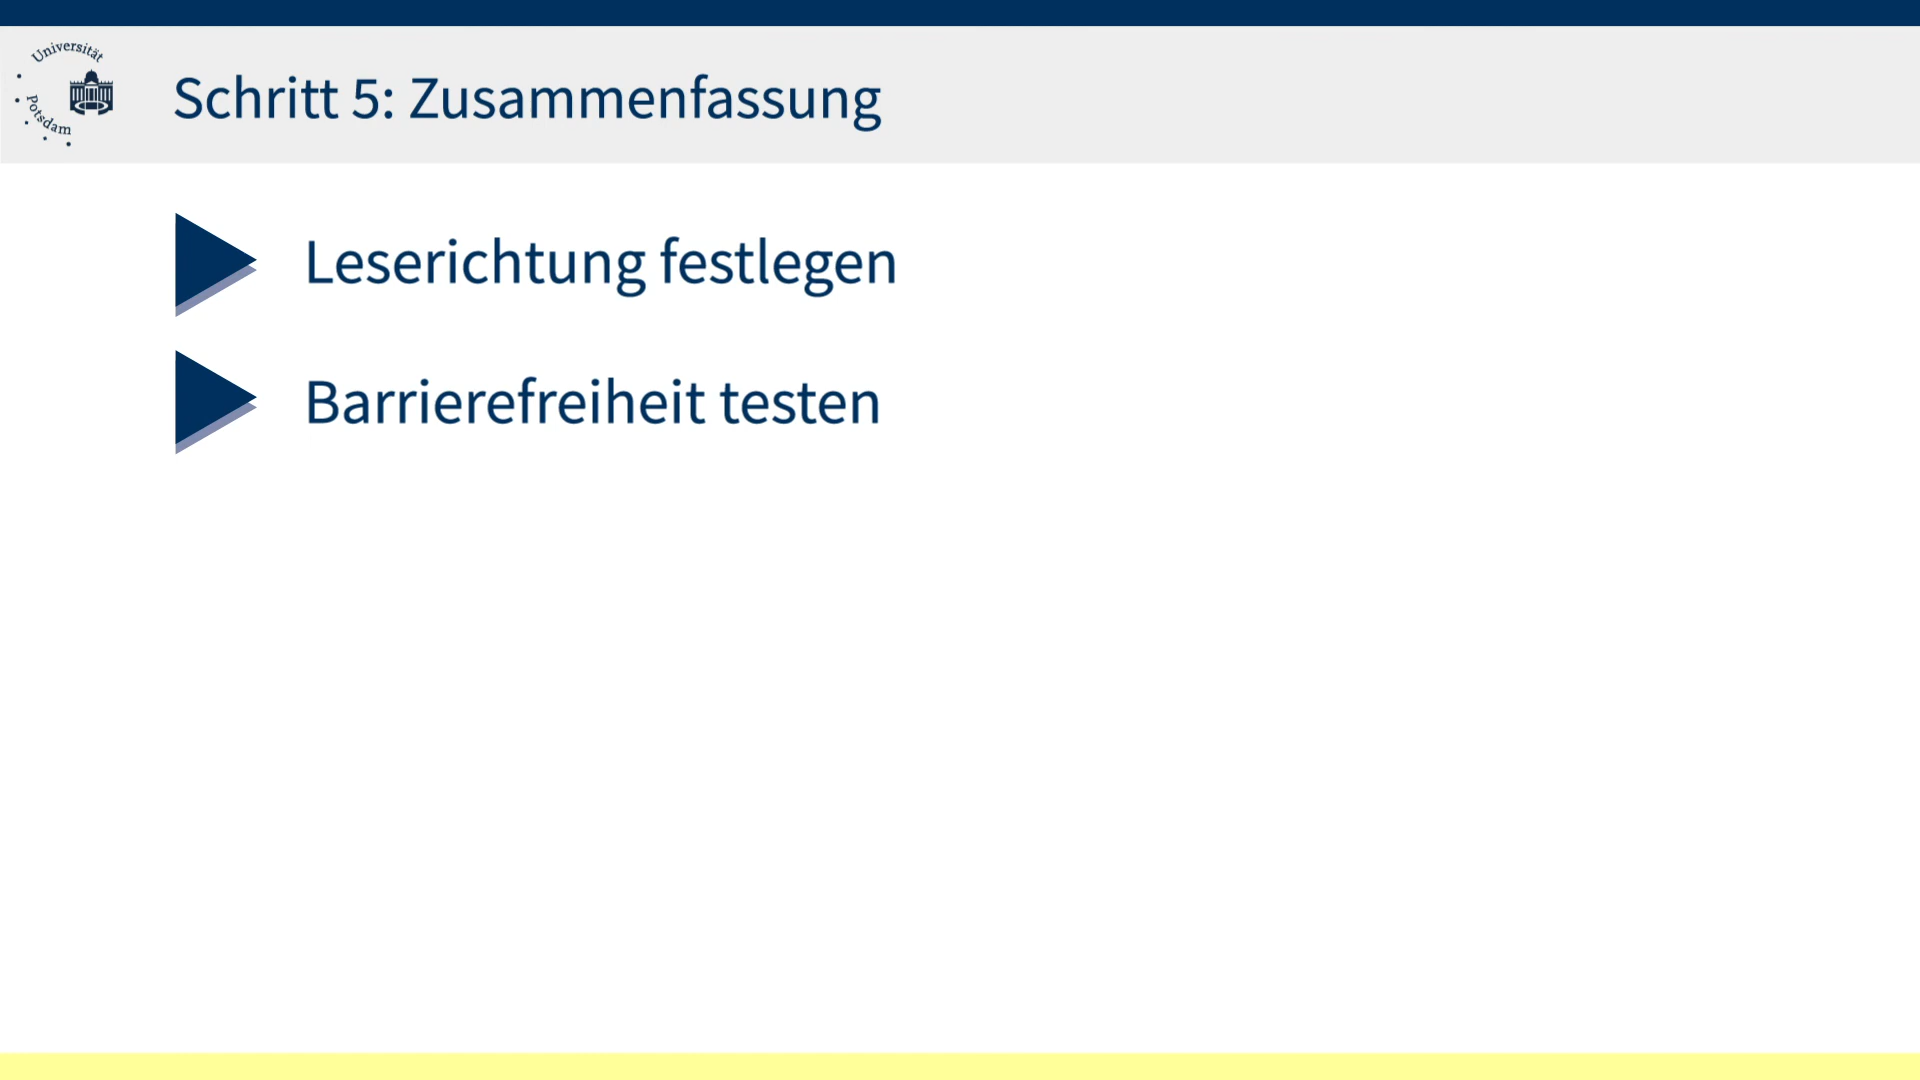 Universität
Potsdam
Schritt 5: Zusammenfassung
Leserichtung festlegen
Barrierefreiheit testen